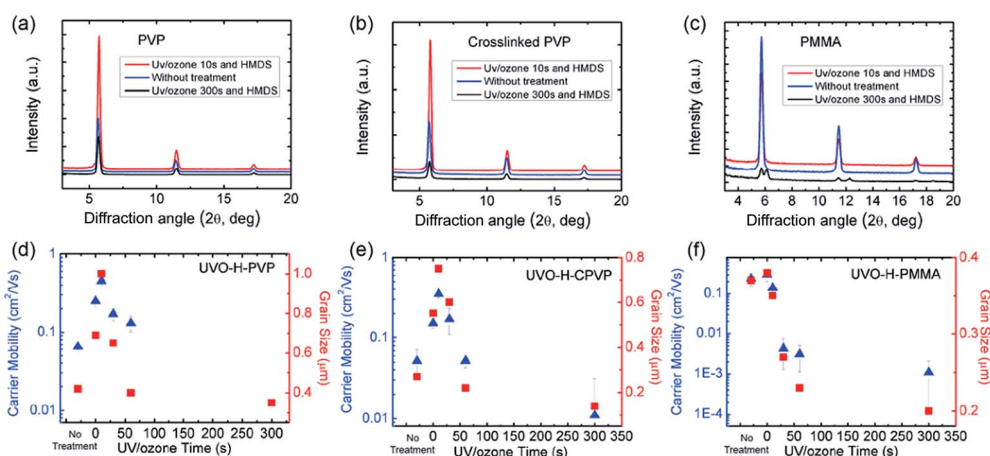 (a)
PVP
Uv/ozone 10s and HMDS
Without treatment
Uv/ozone 300s and HMDS
Intensity (a.u.)
5 10 15 20
Diffraction angle (2θ, deg)
(b)
Crosslinked PVP
Uv/ozone 10s and HMDS
Without treatment
Uv/ozone 300s and HMDS
Intensity (a.u.)
5 10 15 20
Diffraction angle (2θ, deg)
(c)
PMMA
Uv/ozone 10s and HMDS
Without treatment
Uv/ozone 300s and HMDS
Intensity (a.u.)
4 6 8 10 12 14 16 18 20
Diffraction angle (2θ, deg)
(d)
UVO-H-PVP
Carrier Mobility (cm²/Vs)
1
0.1
0.01
Grain Size (μm)
1.0
0.8
0.6
0.4
No
Treatment
0 50 100 150 200 250 300
UV/ozone Time (s)
(e)
UVO-H-CPVP
Carrier Mobility (cm²/Vs)
1
0.1
0.01
Grain Size (μm)
0.8
0.6
0.4
0.2
No
Treatment
0 50 100 150 200 250 300 350
UV/ozone Time (s)
(f)
UVO-H-PMMA
Carrier Mobility (cm²/Vs)
0.1
0.01
1E-3
1E-4
Grain Size (μm)
0.4
0.3
0.2
No
Treatment
0 50 100 150 200 250 300 350
UV/ozone Time (s)